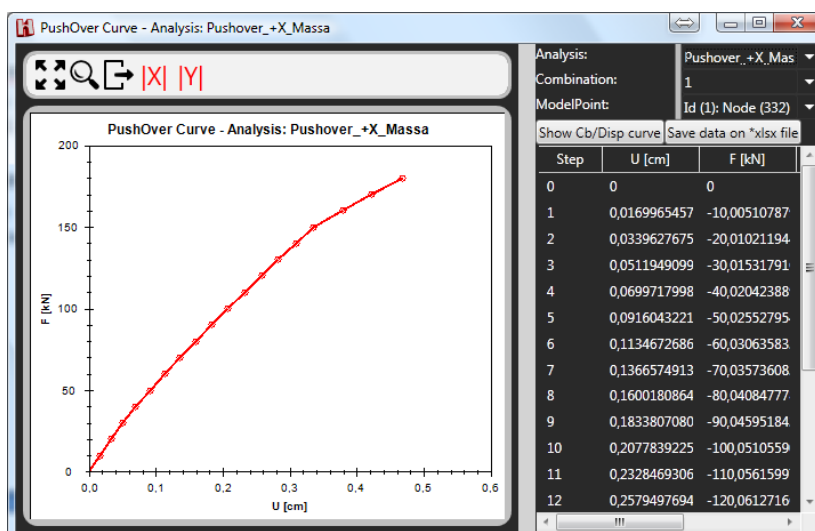 PushOver Curve - Analysis: Pushover_+X_Massa
|X| |Y|
PushOver Curve - Analysis: Pushover_+X_Massa
200
150
100
50
0
F [kN]
0,0 0,1 0,2 0,3 0,4 0,5 0,6
U [cm]
Analysis: Pushover_+X_Mas
Combination: 1
ModelPoint: Id (1): Node (332)
Show Cb/Disp curve Save data on *xlsx file
Step U [cm] F [kN]
0 0 0
1 0,0169965457 -10,00510787
2 0,0339627675 -20,01021194
3 0,0511949099 -30,01531791
4 0,0699717998 -40,02042388
5 0,0916043221 -50,02552795
6 0,1134672686 -60,03063583
7 0,1366574913 -70,03573608
8 0,1600180864 -80,04084777
9 0,1833807080 -90,04595184
10 0,2077839225 -100,0510559
11 0,2328469306 -110,0561599
12 0,2579497694 -120,0612716